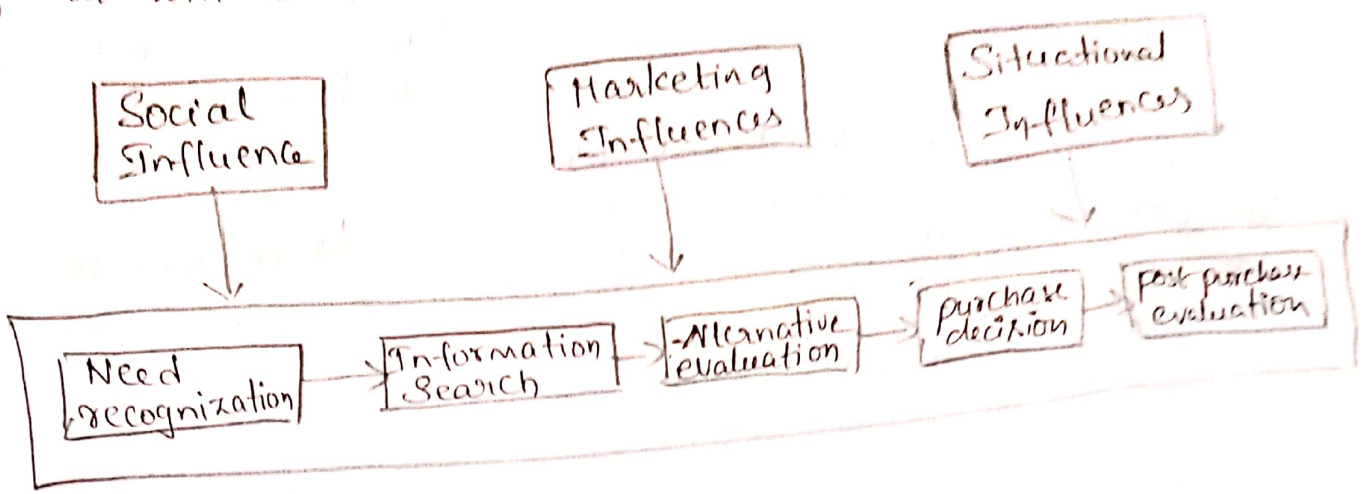 Social
Influence
Marketing
Influences
Situational
Influences
Need
recognization
Information
Search
Alternative
evaluation
purchase
decision
post purchase
evaluation